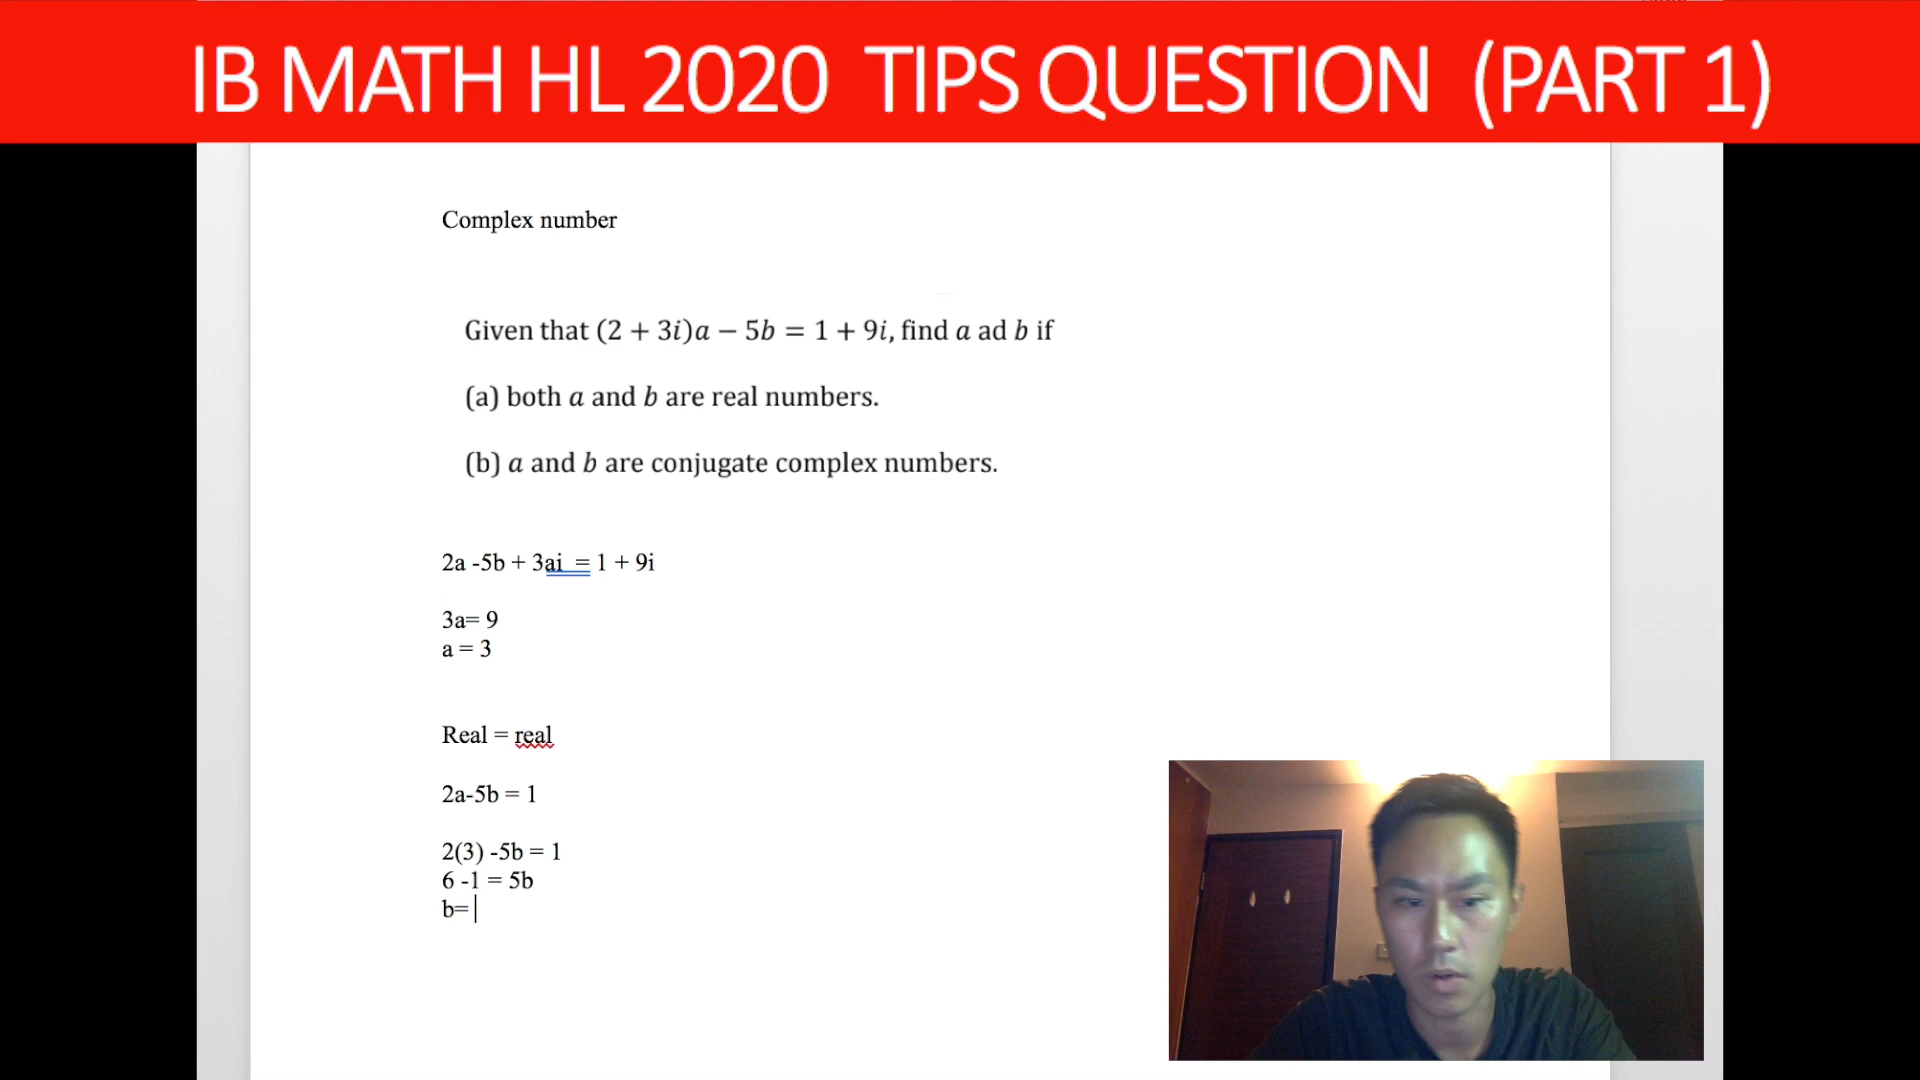 IB MATH HL 2020 TIPS QUESTION (PART 1)
Complex number
Given that (2 + 3i)a − 5b = 1 + 9i, find a ad b if
(a) both a and b are real numbers.
(b) a and b are conjugate complex numbers.
2a -5b + 3ai = 1 + 9i
3a= 9
a = 3
Real = real
2a-5b = 1
2(3) -5b = 1
6 -1 = 5b
b=